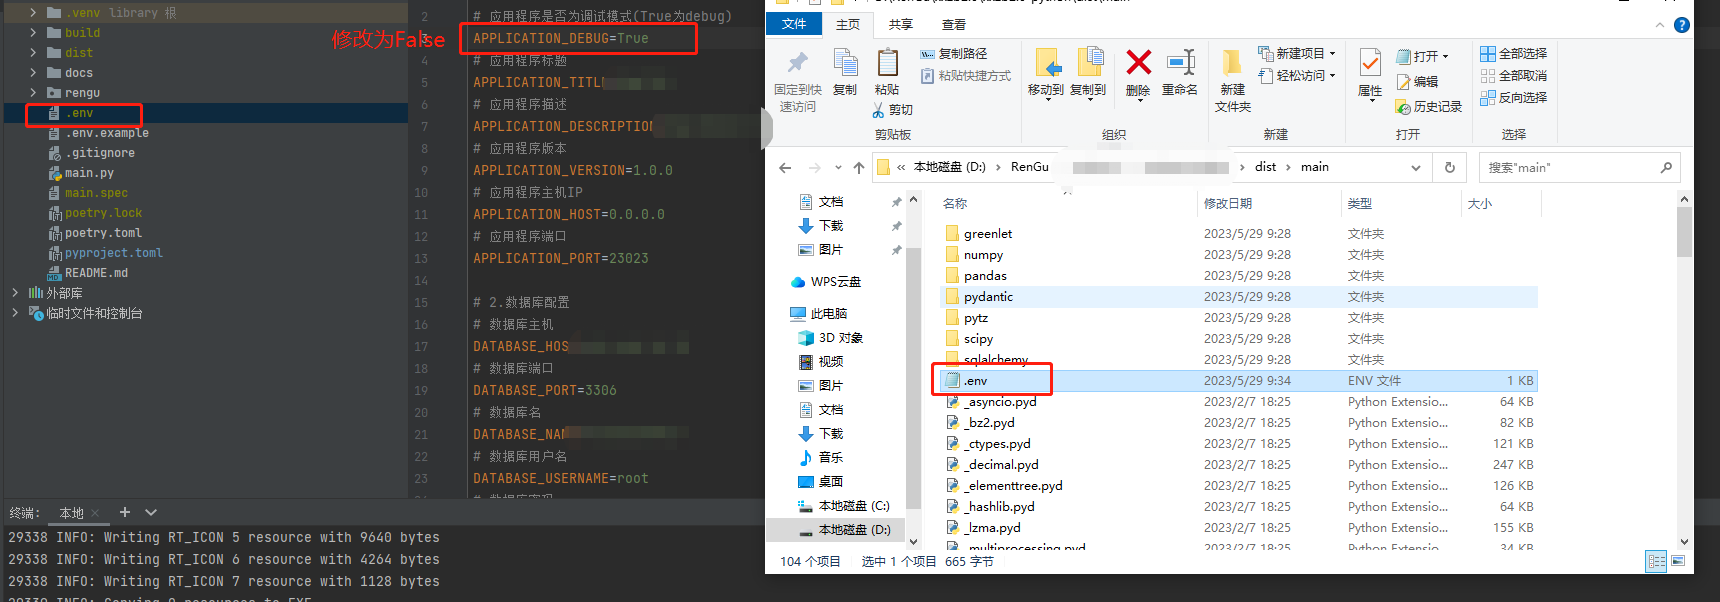 .venv library 根
build
dist
docs
rengu
.env
.env.example
.gitignore
main.py
main.spec
poetry.lock
poetry.toml
pyproject.toml
README.md
外部库
临时文件和控制台
修改为False
2 # 应用程序是否为调试模式(True为debug)
3 APPLICATION_DEBUG=True
4 # 应用程序标题
5 APPLICATION_TITL
6 # 应用程序描述
7 APPLICATION_DESCRIPTION
8 # 应用程序版本
9 APPLICATION_VERSION=1.0.0
10 # 应用程序主机IP
11 APPLICATION_HOST=0.0.0.0
12 # 应用程序端口
13 APPLICATION_PORT=23023
14
15 # 2.数据库配置
16 # 数据库主机
17 DATABASE_HOS
18 # 数据库端口
19 DATABASE_PORT=3306
20 # 数据库名
21 DATABASE_NAM
22 # 数据库用户名
23 DATABASE_USERNAME=root
终端: 本地 × +
29338 INFO: Writing RT_ICON 5 resource with 9640 bytes
29338 INFO: Writing RT_ICON 6 resource with 4264 bytes
29338 INFO: Writing RT_ICON 7 resource with 1128 bytes
文件 主页 共享 查看
固定到快速访问
复制
粘贴
复制路径
粘贴快捷方式
剪切
剪贴板
移动到
复制到
删除
重命名
组织
新建文件夹
新建项目
轻松访问
新建
属性
打开
编辑
历史记录
打开
全部选择
全部取消
反向选择
选择
« 本地磁盘 (D:) › RenGu › dist › main
搜索"main"
文档
下载
图片
WPS云盘
此电脑
3D 对象
视频
图片
文档
下载
音乐
桌面
本地磁盘 (C:)
本地磁盘 (D:)
名称 修改日期 类型 大小
greenlet 2023/5/29 9:28 文件夹
numpy 2023/5/29 9:28 文件夹
pandas 2023/5/29 9:28 文件夹
pydantic 2023/5/29 9:28 文件夹
pytz 2023/5/29 9:28 文件夹
scipy 2023/5/29 9:28 文件夹
sqlalchemy 2023/5/29 9:28 文件夹
.env 2023/5/29 9:34 ENV 文件 1 KB
_asyncio.pyd 2023/2/7 18:25 Python Extensio... 64 KB
_bz2.pyd 2023/2/7 18:25 Python Extensio... 82 KB
_ctypes.pyd 2023/2/7 18:25 Python Extensio... 121 KB
_decimal.pyd 2023/2/7 18:25 Python Extensio... 247 KB
_elementtree.pyd 2023/2/7 18:25 Python Extensio... 126 KB
_hashlib.pyd 2023/2/7 18:25 Python Extensio... 64 KB
_lzma.pyd 2023/2/7 18:25 Python Extensio... 155 KB
_multiprocessing.pyd 2023/2/7 18:25 Python Extensio... 34 KB
104 个项目 选中 1 个项目 665 字节